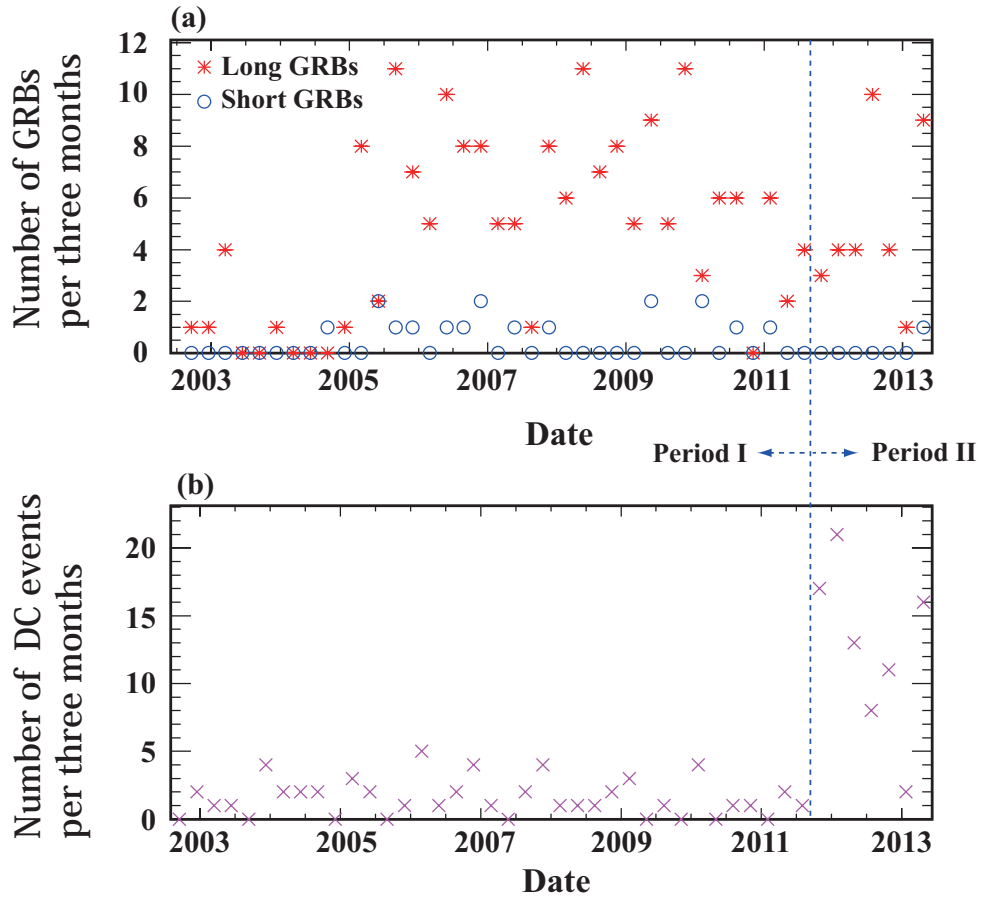 (a)
Number of GRBs
per three months
12
10
8
6
4
2
0
Long GRBs
Short GRBs
2003 2005 2007 2009 2011 2013
Date
Period I Period II
(b)
Number of DC events
per three months
20
15
10
5
0
2003 2005 2007 2009 2011 2013
Date